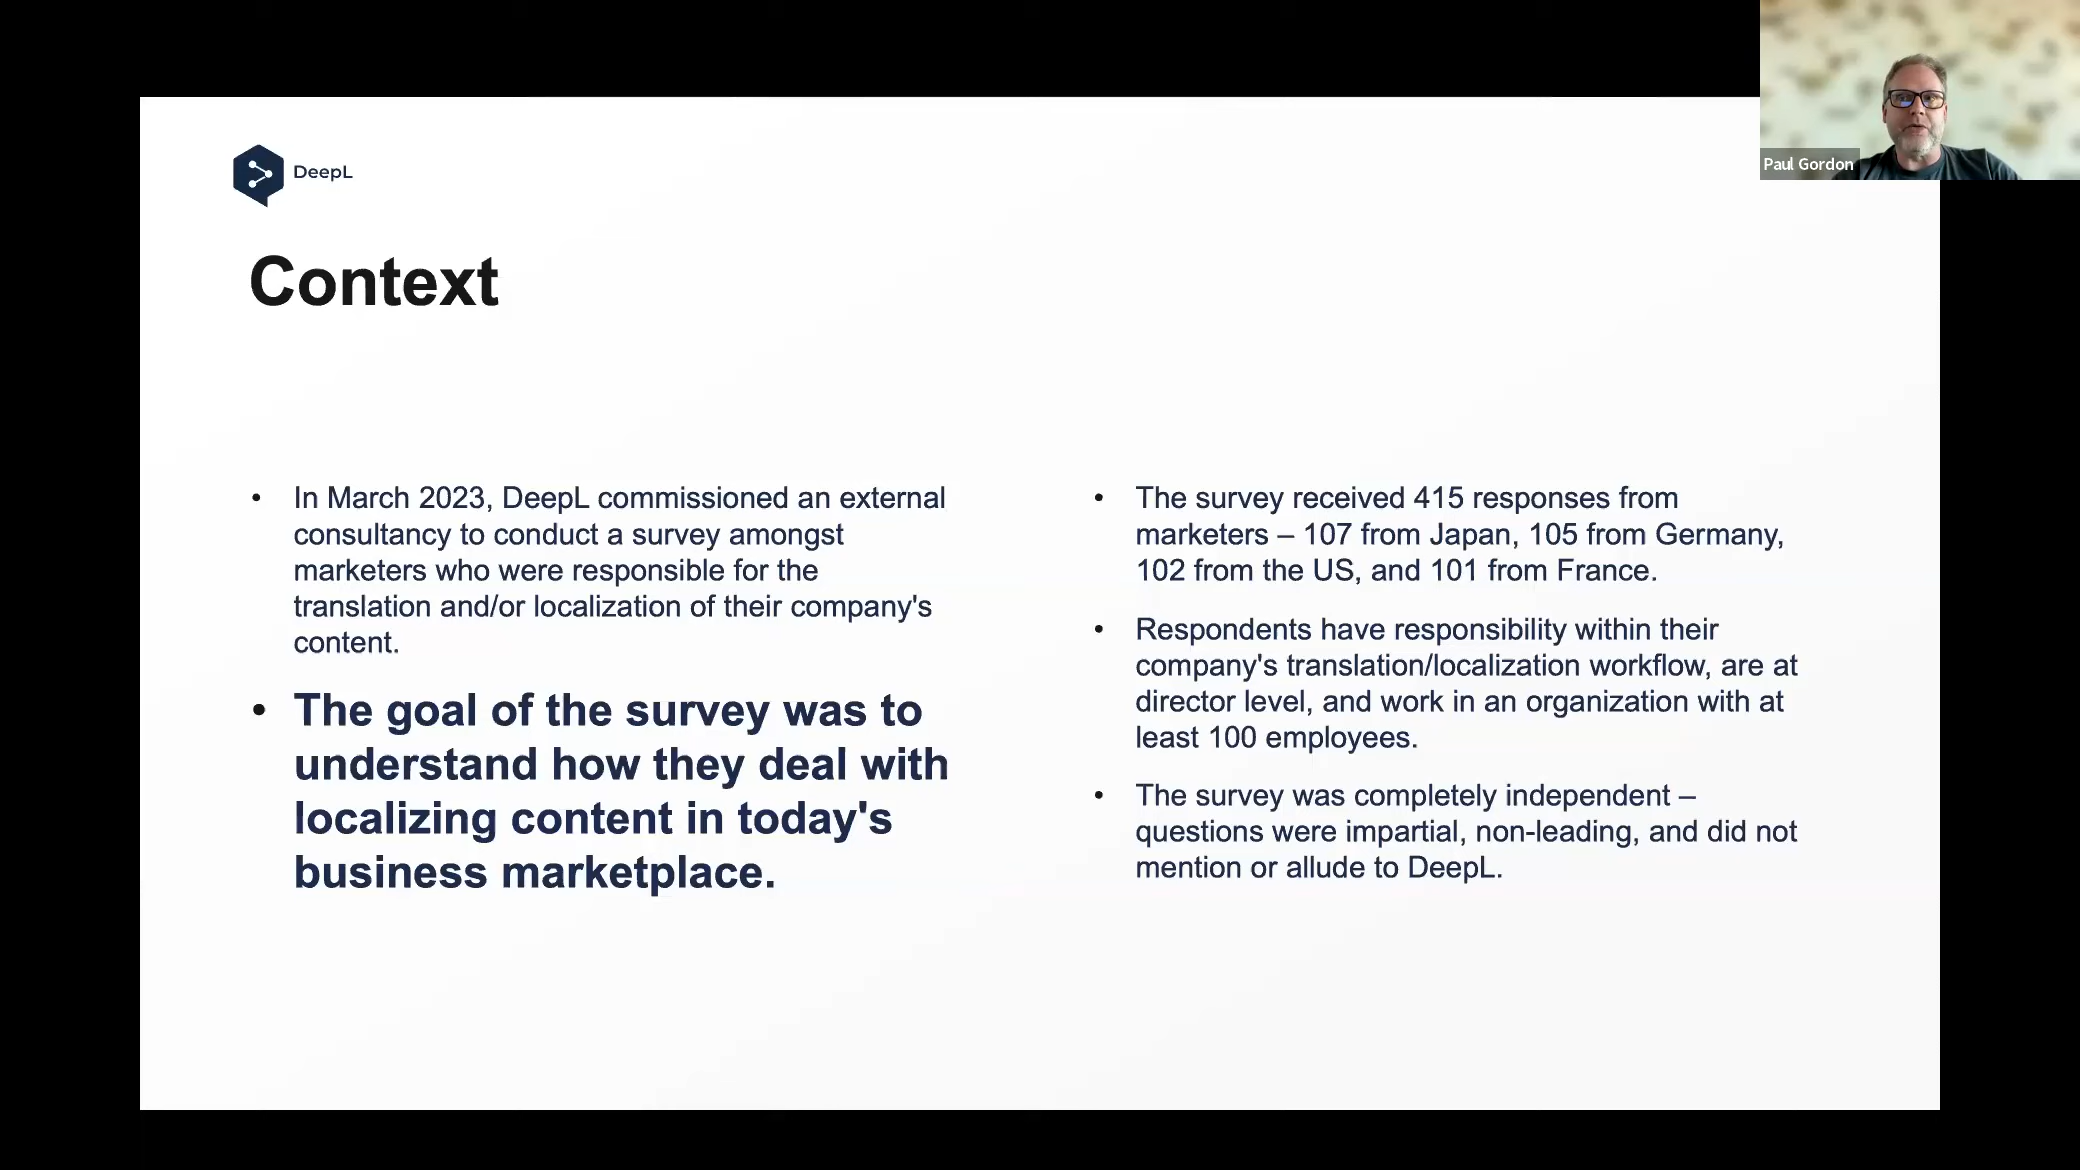 Paul Gordon
DeepL
Context
• In March 2023, DeepL commissioned an external
consultancy to conduct a survey amongst
marketers who were responsible for the
translation and/or localization of their company's
content.
• The goal of the survey was to
understand how they deal with
localizing content in today's
business marketplace.
• The survey received 415 responses from
marketers – 107 from Japan, 105 from Germany,
102 from the US, and 101 from France.
• Respondents have responsibility within their
company's translation/localization workflow, are at
director level, and work in an organization with at
least 100 employees.
• The survey was completely independent –
questions were impartial, non-leading, and did not
mention or allude to DeepL.